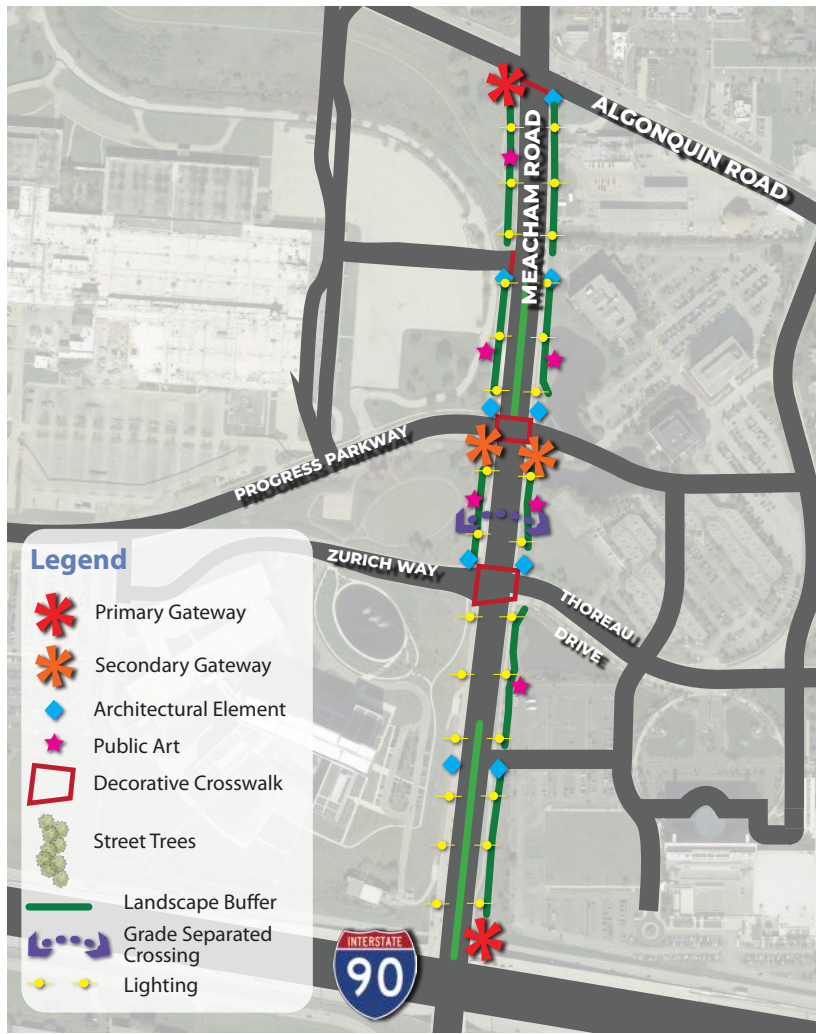 ALGONQUIN ROAD
MEACHAM ROAD
PROGRESS PARKWAY
ZURICH WAY
THOREAU
DRIVE
Legend
Primary Gateway
Secondary Gateway
Architectural Element
Public Art
Decorative Crosswalk
Street Trees
Landscape Buffer
Grade Separated
Crossing
Lighting
INTERSTATE
90